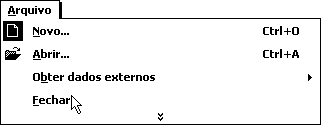 Arquivo
Novo... Ctrl+O
Abrir... Ctrl+A
Obter dados externos
Fechar